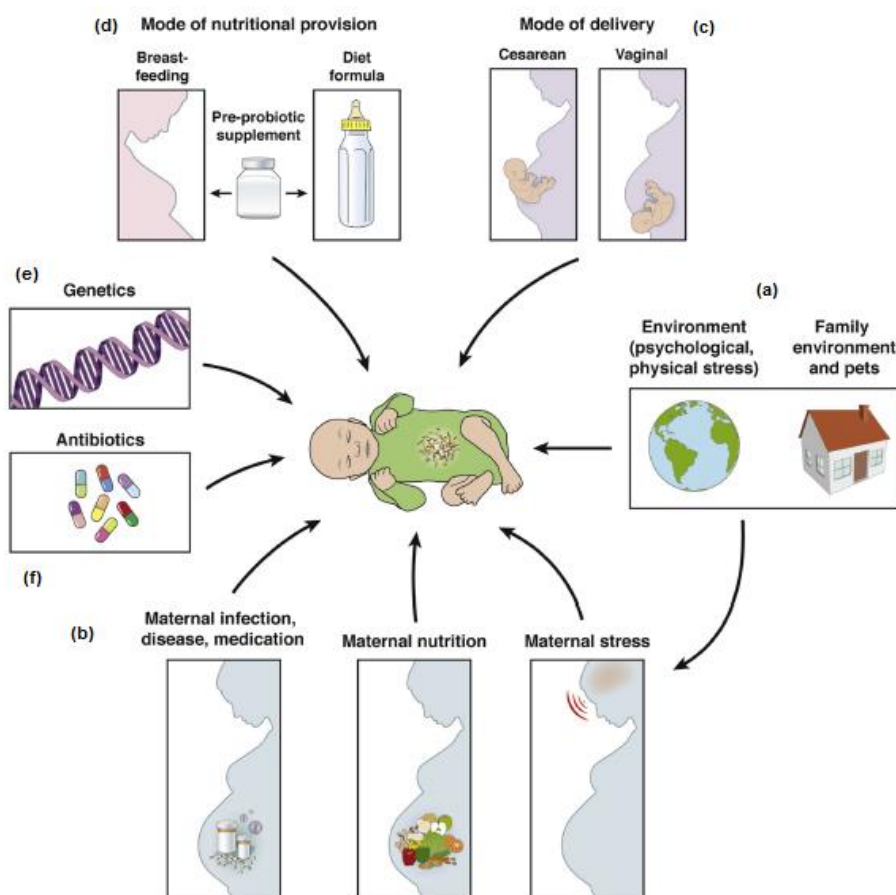 (d)
Mode of nutritional provision
Breast-
feeding
Pre-probiotic
supplement
Diet
formula
Mode of delivery
(c)
Cesarean
Vaginal
(e)
Genetics
Antibiotics
(f)
(a)
Environment
(psychological,
physical stress)
Family
environment
and pets
(b)
Maternal infection,
disease, medication
Maternal nutrition
Maternal stress